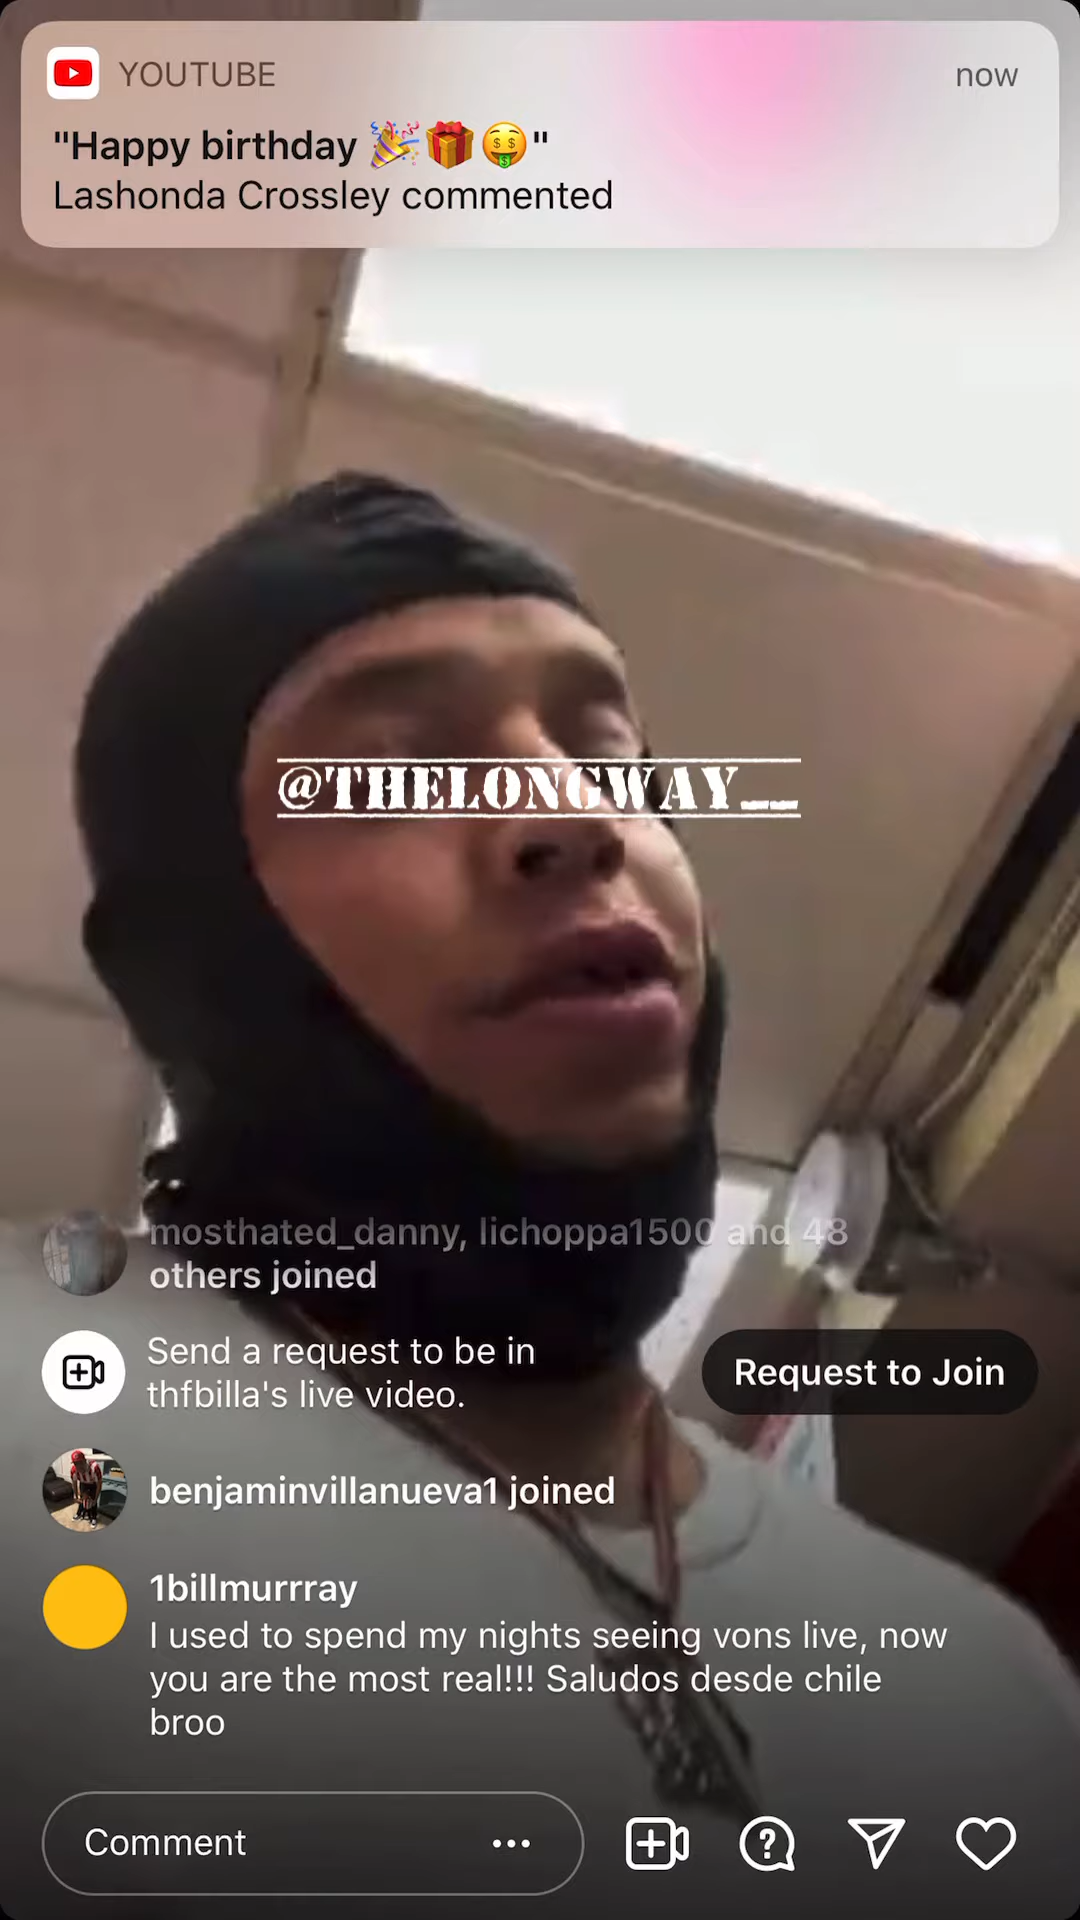 YOUTUBE
now
"Happy birthday 🎉🎁🤑"
Lashonda Crossley commented
@THELONGWAY__
mosthated_danny, lichoppa1500 and 48
others joined
Send a request to be in
thfbilla's live video.
Request to Join
benjaminvillanueva1 joined
1billmurrray
I used to spend my nights seeing vons live, now
you are the most real!!! Saludos desde chile
broo
Comment